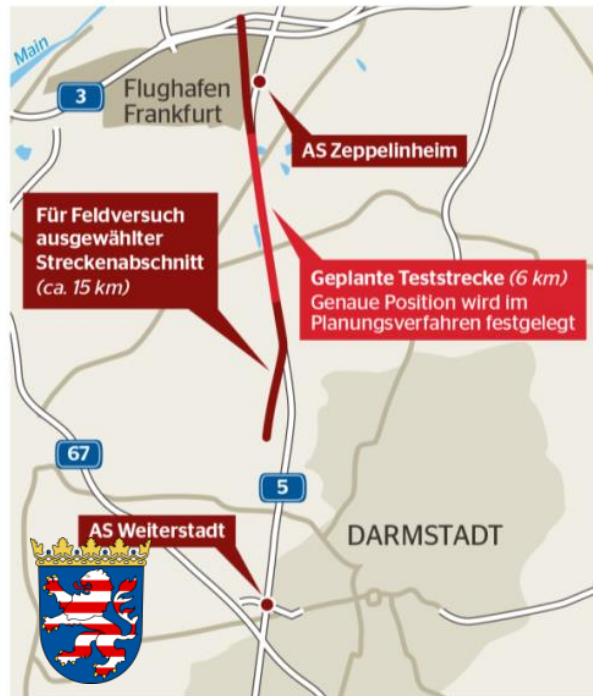 Main
3
Flughafen
Frankfurt
AS Zeppelinheim
Für Feldversuch
ausgewählter
Streckenabschnitt
(ca. 15 km)
Geplante Teststrecke (6 km)
Genaue Position wird im
Planungsverfahren festgelegt
67
5
AS Weiterstadt
DARMSTADT